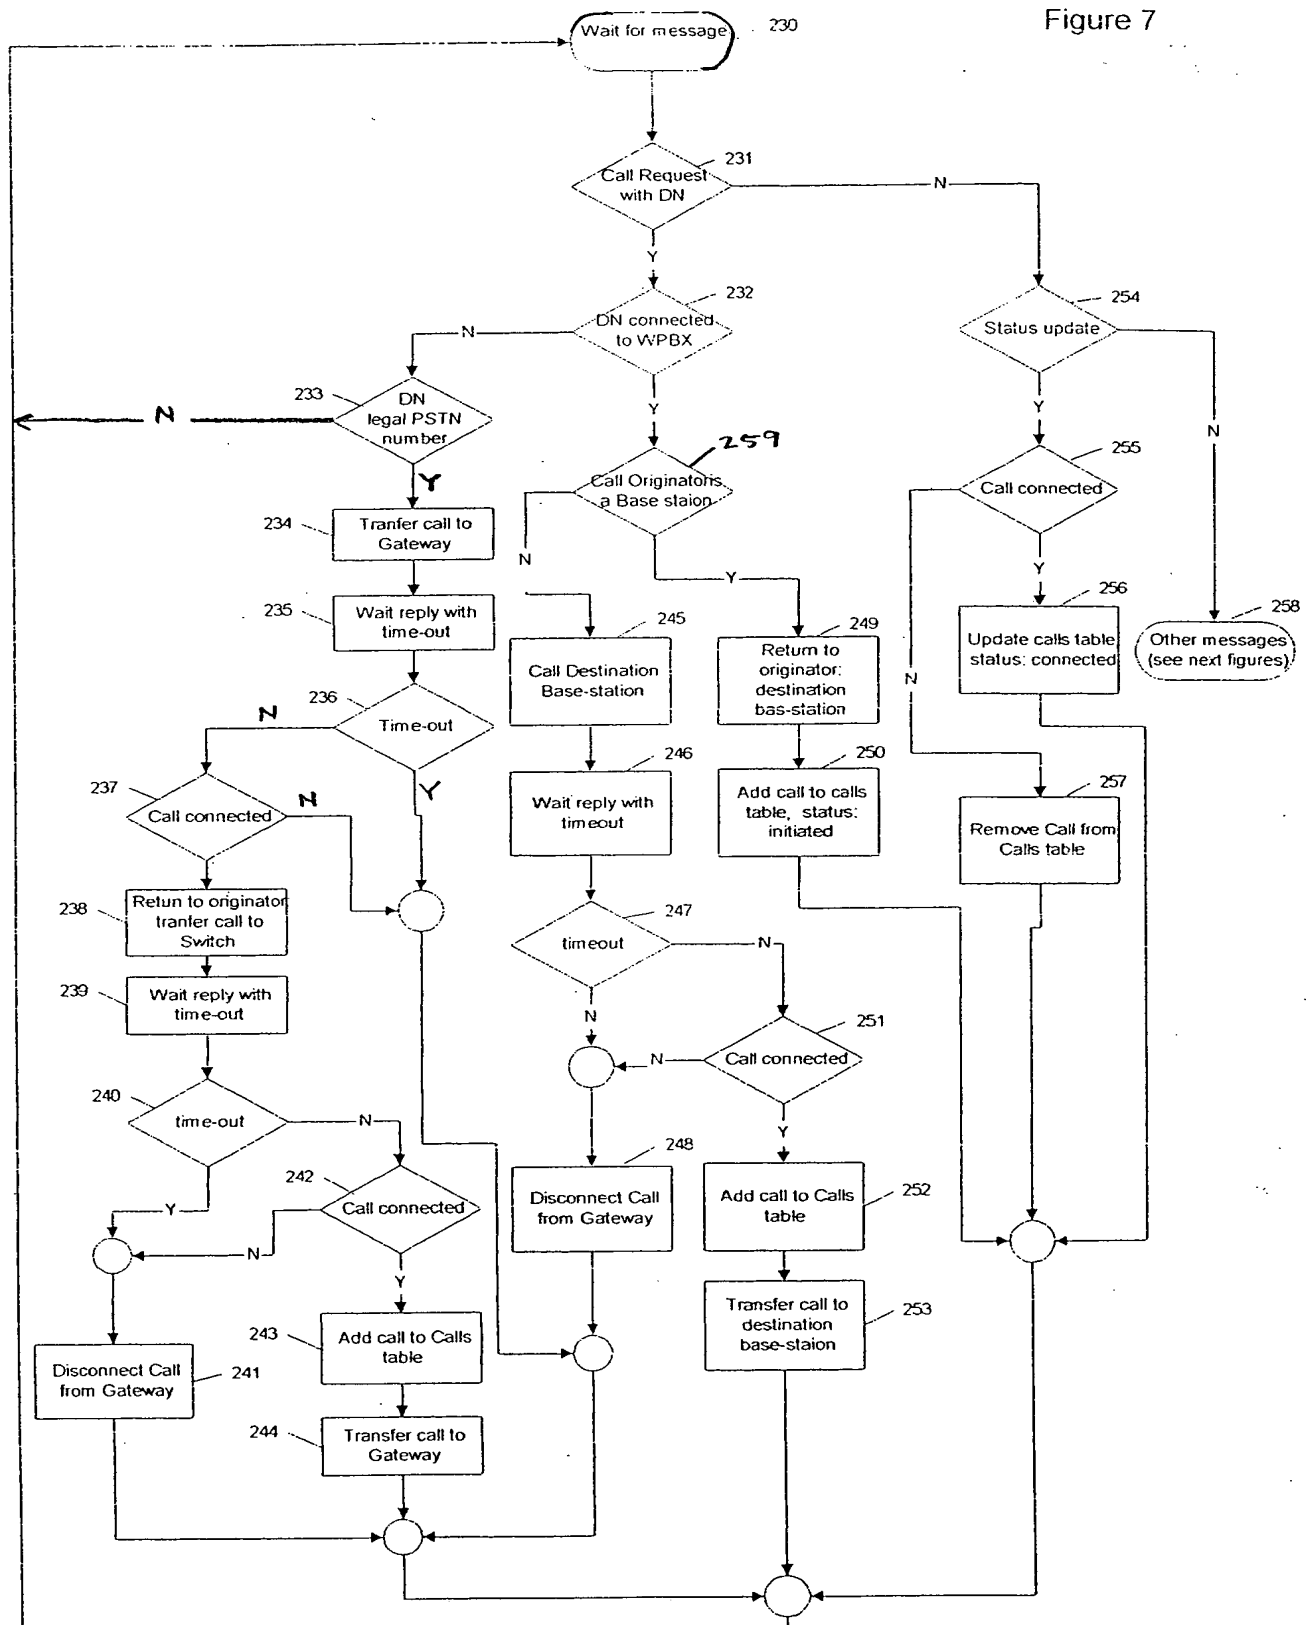 Figure 7
Wait for message
230
231
Call Request
with DN
N
Y
232
DN connected
to WPBX
N
Y
254
Status update
Y
N
233
DN
legal PSTN
number
N
Y
259
Call Originatoris
a Base staion
N
Y
255
Call connected
N
Y
234
Tranfer call to
Gateway
235
Wait reply with
time-out
236
Time-out
N
Y
245
Call Destination
Base-station
249
Return to
originator:
destination
bas-station
256
Update calls table
status: connected
258
Other messages
(see next figures)
237
Call connected
N
246
Wait reply with
timeout
250
Add call to calls
table, status:
initiated
257
Remove Call from
Calls table
238
Retun to originator
tranfer call to
Switch
239
Wait reply with
time-out
247
timeout
N
N
251
Call connected
N
Y
240
time-out
N
Y
242
Call connected
N
Y
248
Disconnect Call
from Gateway
Add call to Calls
table
252
243
Add call to Calls
table
Transfer call to
destination
base-staion
253
Disconnect Call
from Gateway
241
244
Transfer call to
Gateway